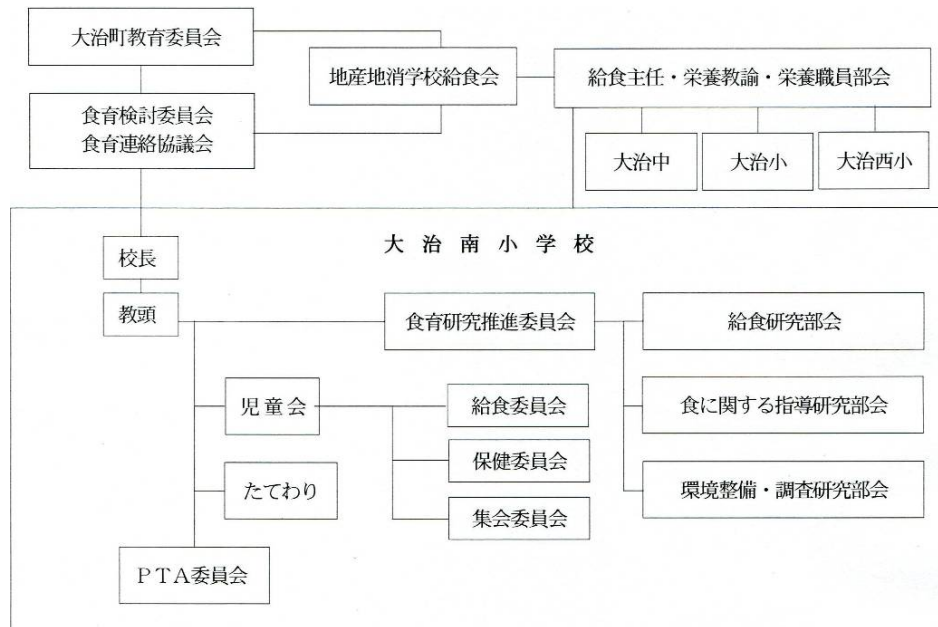 大治町教育委員会
地産地消学校給食会
給食主任・栄養教諭・栄養職員部会
食育検討委員会
食育連絡協議会
大治中
大治小
大治西小
大治南小学校
校長
教頭
食育研究推進委員会
給食研究部会
児童会
給食委員会
食に関する指導研究部会
保健委員会
たてわり
環境整備・調査研究部会
集会委員会
ＰＴＡ委員会